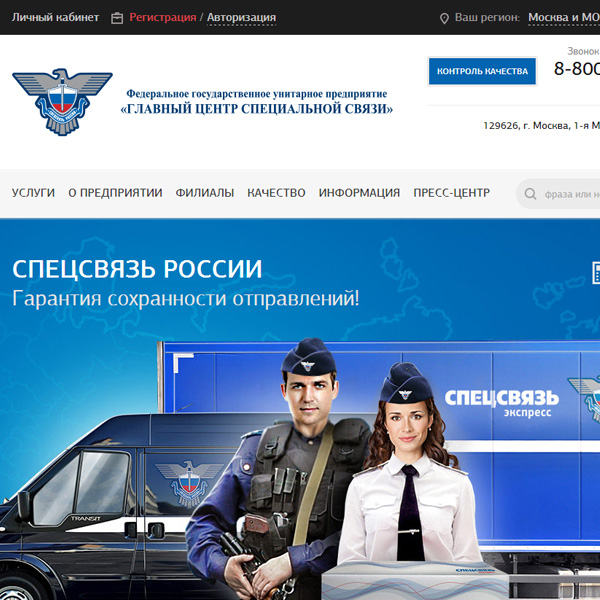 Личный кабинет Регистрация / Авторизация Ваш регион: Москва и МО
Звонок
Федеральное государственное унитарное предприятие
«ГЛАВНЫЙ ЦЕНТР СПЕЦИАЛЬНОЙ СВЯЗИ»
КОНТРОЛЬ КАЧЕСТВА
8-800
129626, г. Москва, 1-я М
УСЛУГИ О ПРЕДПРИЯТИИ ФИЛИАЛЫ КАЧЕСТВО ИНФОРМАЦИЯ ПРЕСС-ЦЕНТР
фраза или но
СПЕЦСВЯЗЬ РОССИИ
Гарантия сохранности отправлений!
СПЕЦСВЯЗЬ
экспресс
TRANSIT
СПЕЦСВЯЗЬ